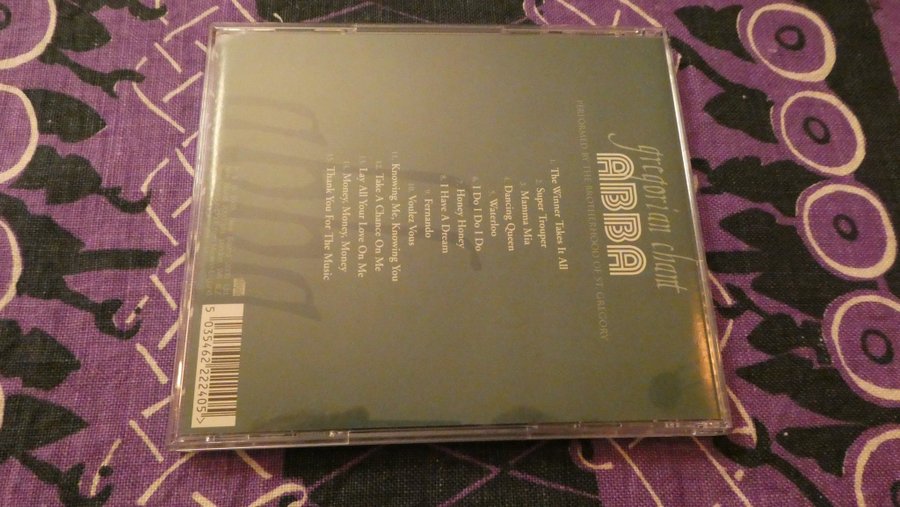 gregorian chant
ABBA
PERFORMED BY THE BROTHERHOOD OF ST. GREGORY
1. The Winner Takes It All
2. Super Trouper
3. Mamma Mia
4. Dancing Queen
5. Waterloo
6. I Do I Do I Do
7. Honey Honey
8. I Have A Dream
9. Fernando
10. Voulez Vous
11. Knowing Me, Knowing You
12. Take A Chance On Me
13. Lay All Your Love On Me
14. Money, Money, Money
15. Thank You For The Music
5 035462 222405 >